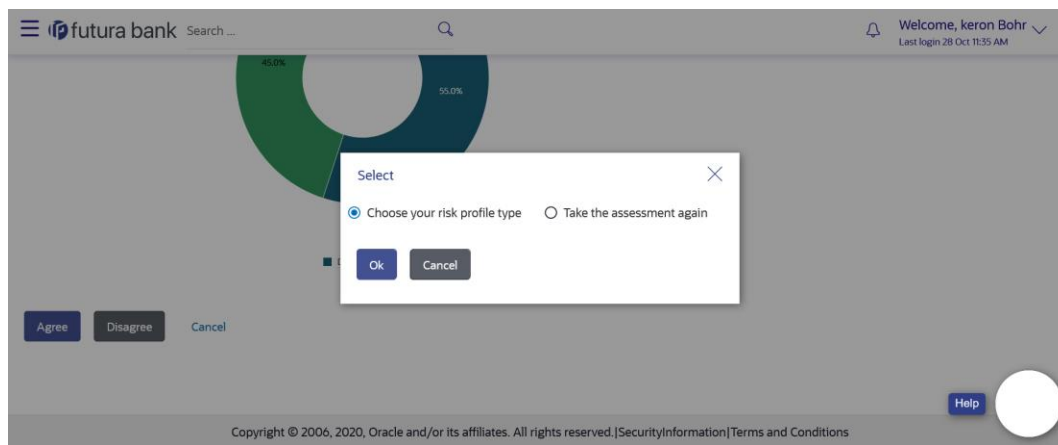 futura bank Search ...
Welcome, keron Bohr
Last login 28 Oct 11:35 AM
45.0%
55.0%
Select
Choose your risk profile type Take the assessment again
Ok Cancel
Agree Disagree Cancel
Help
Copyright © 2006, 2020, Oracle and/or its affiliates. All rights reserved.|SecurityInformation|Terms and Conditions